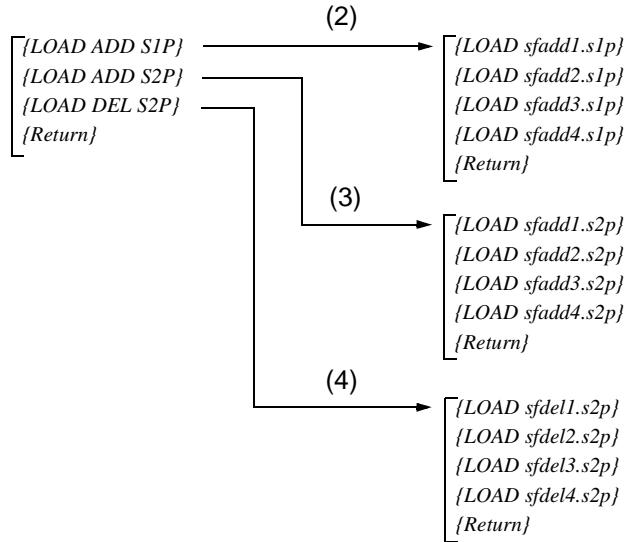 {LOAD ADD S1P}
{LOAD ADD S2P}
{LOAD DEL S2P}
{Return}
(2)
{LOAD sfadd1.s1p}
{LOAD sfadd2.s1p}
{LOAD sfadd3.s1p}
{LOAD sfadd4.s1p}
{Return}
(3)
{LOAD sfadd1.s2p}
{LOAD sfadd2.s2p}
{LOAD sfadd3.s2p}
{LOAD sfadd4.s2p}
{Return}
(4)
{LOAD sfdel1.s2p}
{LOAD sfdel2.s2p}
{LOAD sfdel3.s2p}
{LOAD sfdel4.s2p}
{Return}